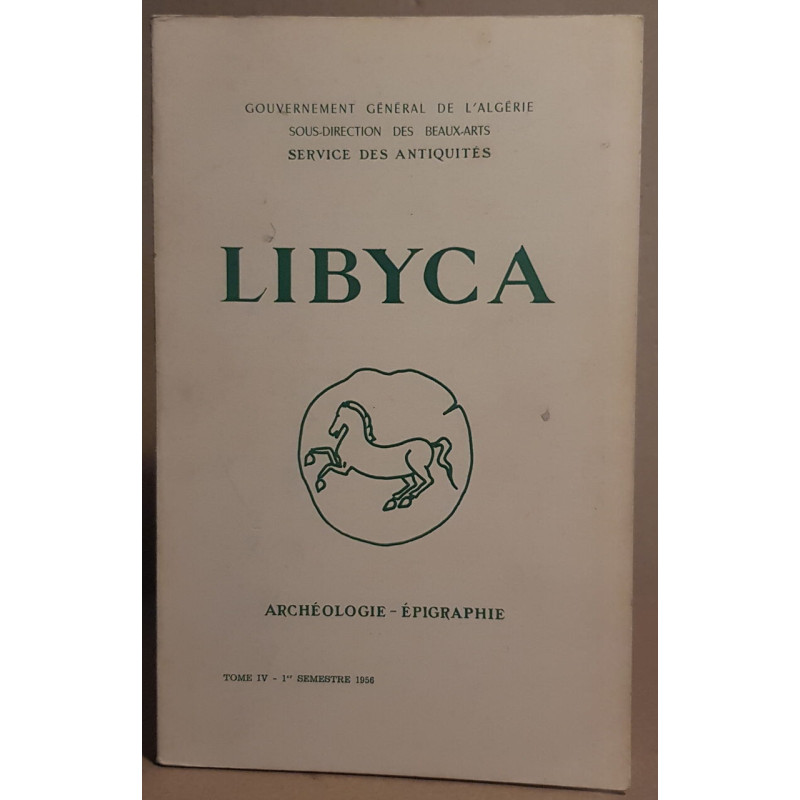 GOUVERNEMENT GÉNÉRAL DE L'ALGÉRIE
SOUS-DIRECTION DES BEAUX-ARTS
SERVICE DES ANTIQUITÉS
LIBYCA
ARCHÉOLOGIE - ÉPIGRAPHIE
TOME IV - 1er SEMESTRE 1956